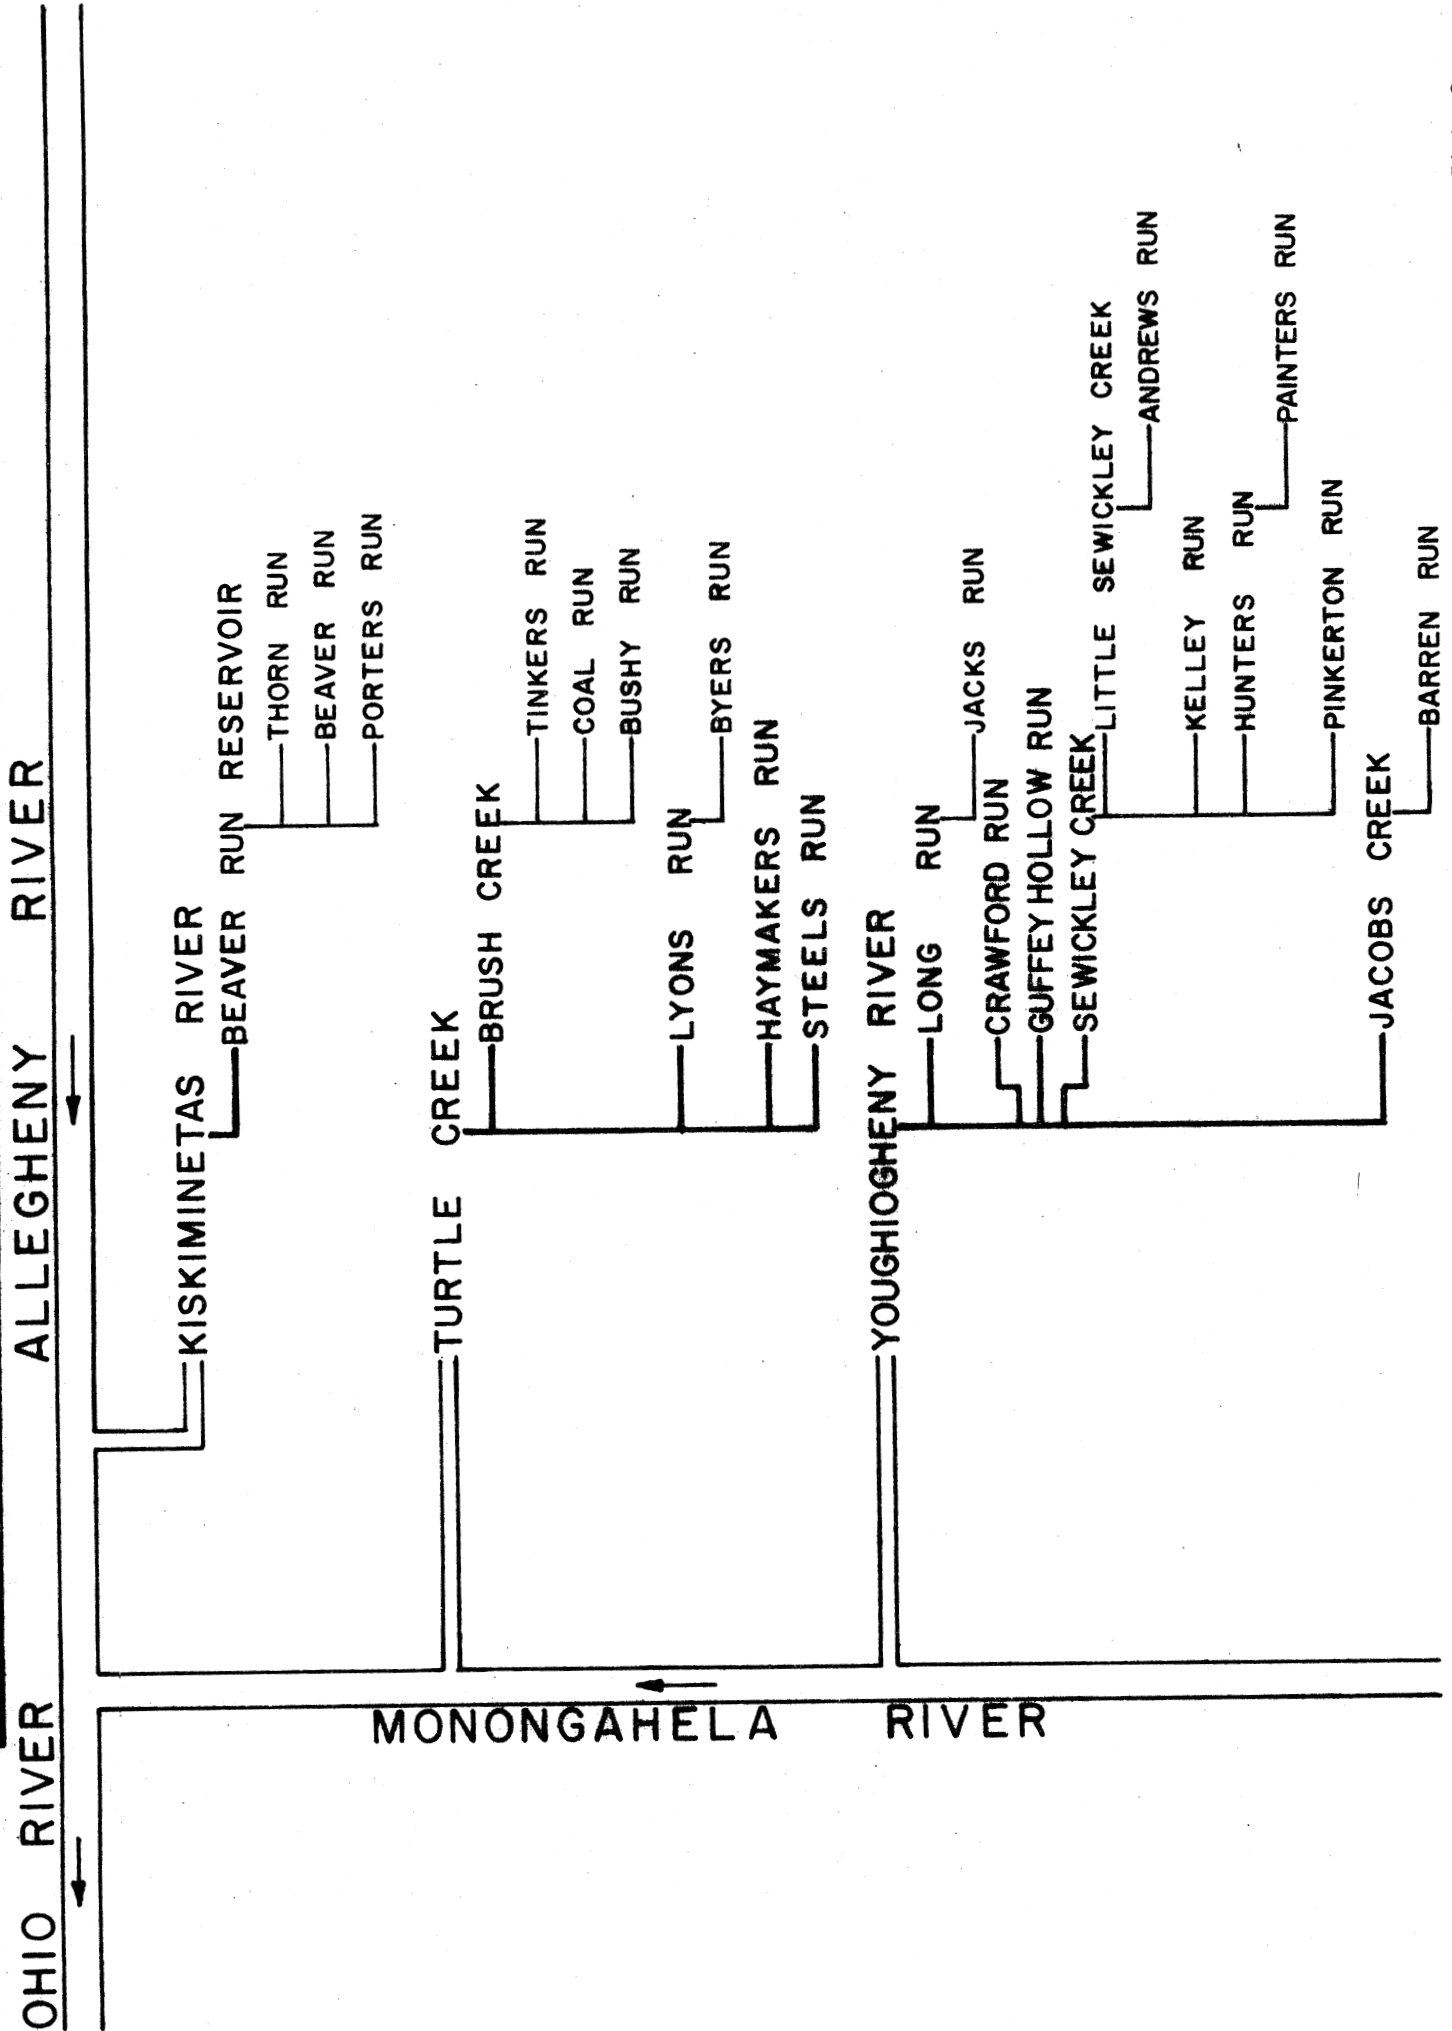 OHIO RIVER
ALLEGHENY RIVER
KISKIMINETAS RIVER
BEAVER RUN RESERVOIR
THORN RUN
BEAVER RUN
PORTERS RUN
TURTLE CREEK
BRUSH CREEK
TINKERS RUN
COAL RUN
BUSHY RUN
LYONS RUN
BYERS RUN
HAYMAKERS RUN
STEELS RUN
YOUGHIOGHENY RIVER
LONG RUN
JACKS RUN
CRAWFORD RUN
GUFFEY HOLLOW RUN
SEWICKLEY CREEK
LITTLE SEWICKLEY CREEK
ANDREWS RUN
KELLEY RUN
HUNTERS RUN
PAINTERS RUN
PINKERTON RUN
JACOBS CREEK
BARREN RUN
MONONGAHELA RIVER